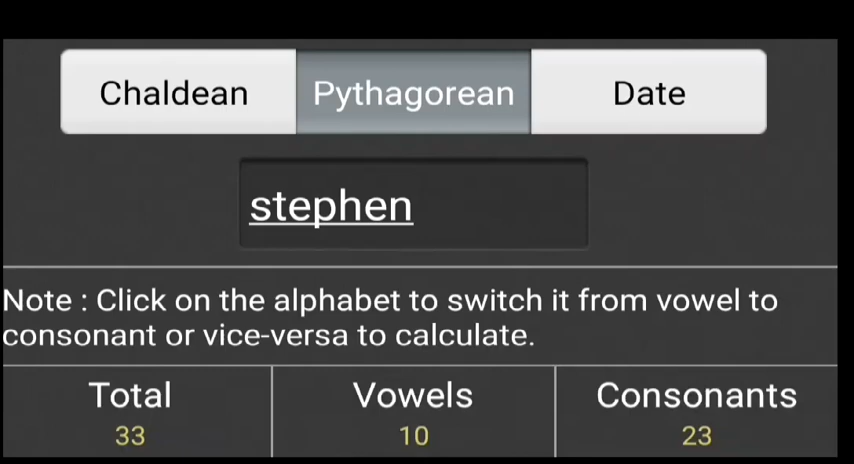 Chaldean Pythagorean Date
stephen
Note : Click on the alphabet to switch it from vowel to
consonant or vice-versa to calculate.
Total Vowels Consonants
33 10 23